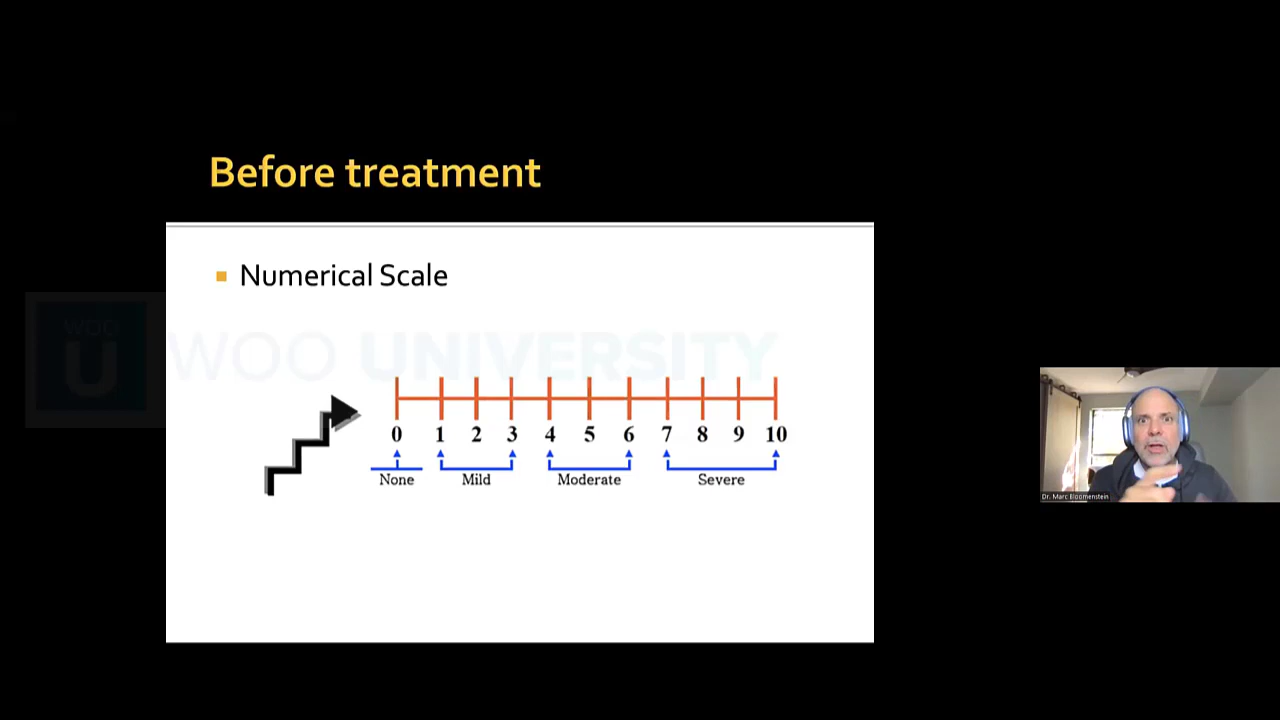 Before treatment
Numerical Scale
WOO
U
WOO UNIVERSITY
0 1 2 3 4 5 6 7 8 9 10
None Mild Moderate Severe
Dr. Marc Bloomenstein